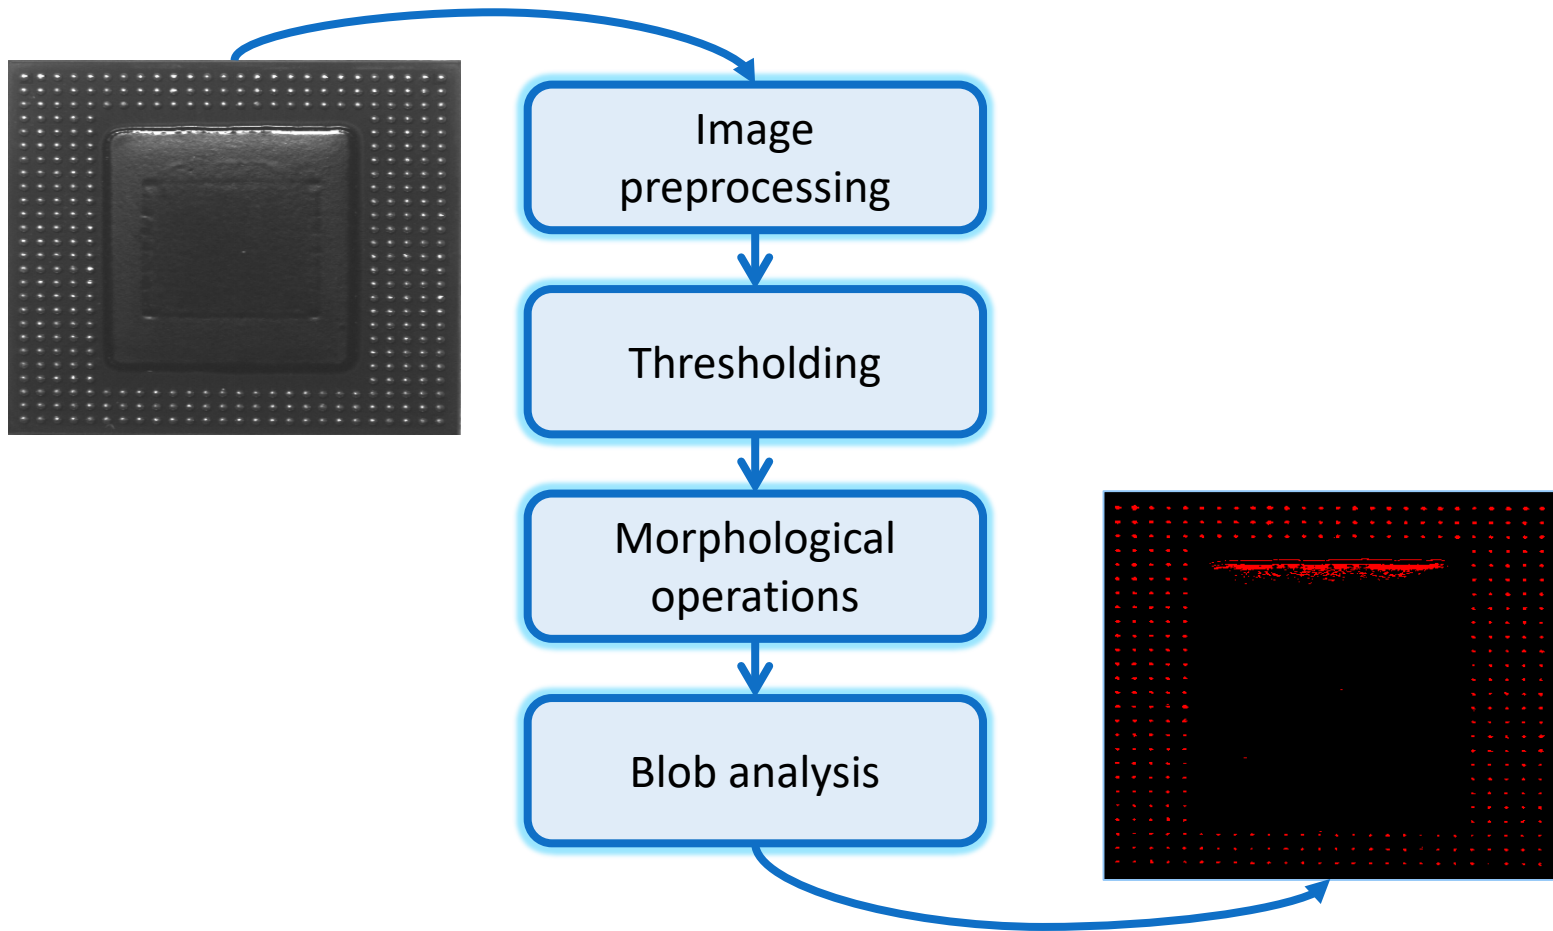 Image
preprocessing
Thresholding
Morphological
operations
Blob analysis